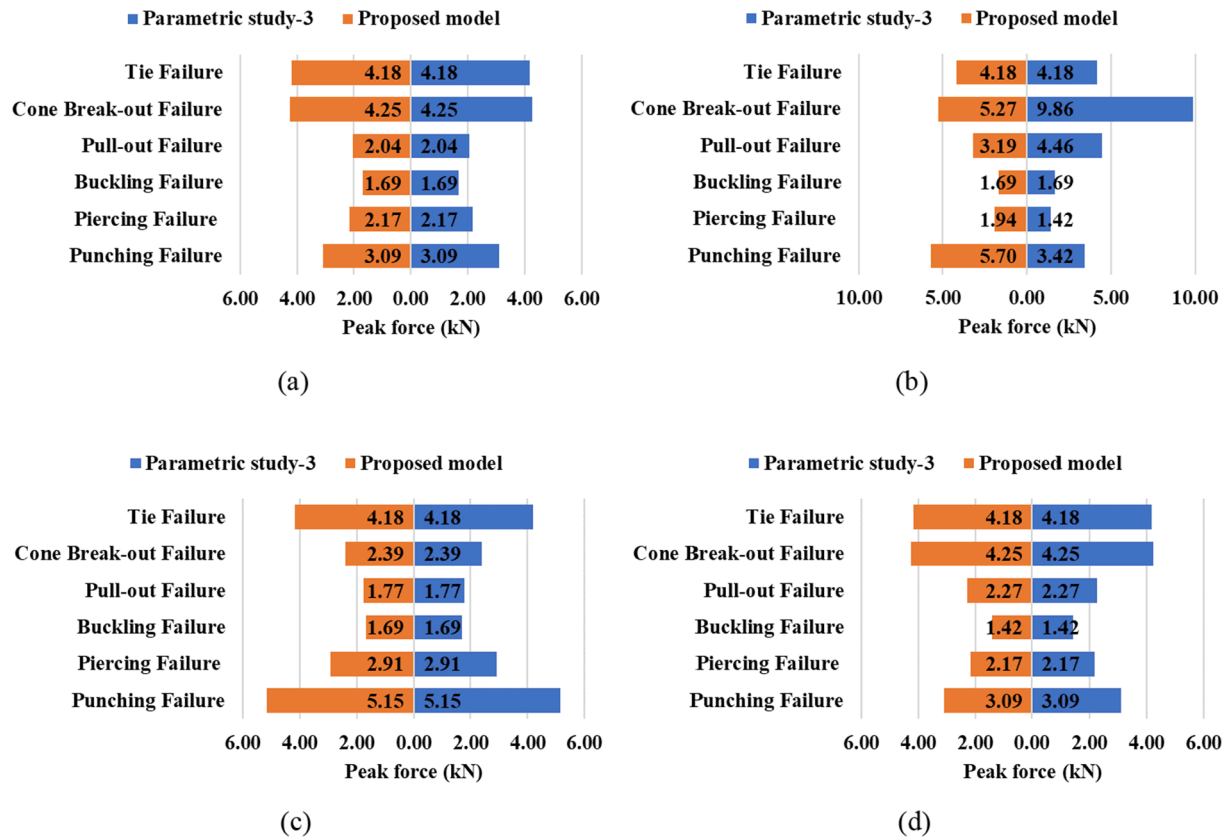 Parametric study-3 Proposed model
Tie Failure 4.18 4.18
Cone Break-out Failure 4.25 4.25
Pull-out Failure 2.04 2.04
Buckling Failure 1.69 1.69
Piercing Failure 2.17 2.17
Punching Failure 3.09 3.09
6.00 4.00 2.00 0.00 2.00 4.00 6.00
Peak force (kN)
(a)
Parametric study-3 Proposed model
Tie Failure 4.18 4.18
Cone Break-out Failure 5.27 9.86
Pull-out Failure 3.19 4.46
Buckling Failure 1.69 1.69
Piercing Failure 1.94 1.42
Punching Failure 5.70 3.42
10.00 5.00 0.00 5.00 10.00
Peak force (kN)
(b)
Parametric study-3 Proposed model
Tie Failure 4.18 4.18
Cone Break-out Failure 2.39 2.39
Pull-out Failure 1.77 1.77
Buckling Failure 1.69 1.69
Piercing Failure 2.91 2.91
Punching Failure 5.15 5.15
6.00 4.00 2.00 0.00 2.00 4.00 6.00
Peak force (kN)
(c)
Parametric study-3 Proposed model
Tie Failure 4.18 4.18
Cone Break-out Failure 4.25 4.25
Pull-out Failure 2.27 2.27
Buckling Failure 1.42 1.42
Piercing Failure 2.17 2.17
Punching Failure 3.09 3.09
6.00 4.00 2.00 0.00 2.00 4.00 6.00
Peak force (kN)
(d)